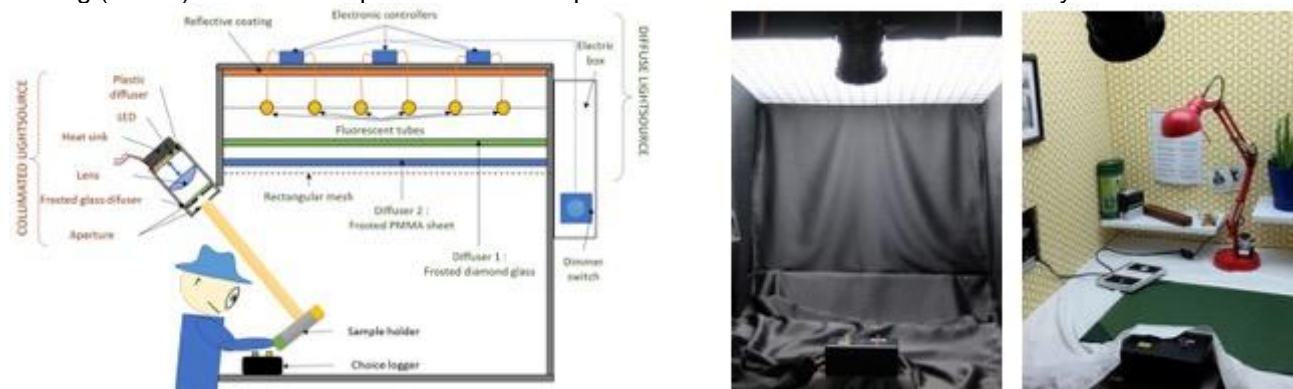 Electronic controllers
Reflective coating
Electric
box
Plastic
diffuser
LED
Heat sink
Lens
Frosted glass difuser
Aperture
COLLIMATED LIGHTSOURCE
DIFFUSE LIGHTSOURCE
Fluorescent tubes
Rectangular mesh
Diffuser 2 :
Frosted PMMA sheet
Diffuser 1 :
Frosted diamond glass
Dimmer
switch
Sample holder
Choice logger